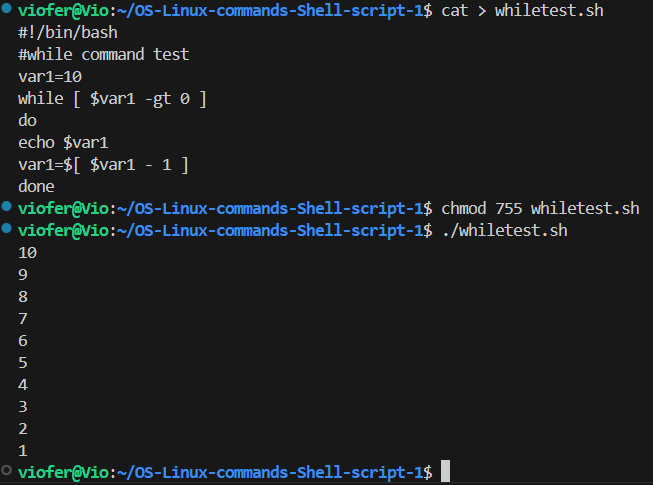 viofer@Vio:~/OS-Linux-commands-Shell-script-1$ cat > whiletest.sh
#!/bin/bash
#while command test
var1=10
while [ $var1 -gt 0 ]
do
echo $var1
var1=$[ $var1 - 1 ]
done
viofer@Vio:~/OS-Linux-commands-Shell-script-1$ chmod 755 whiletest.sh
viofer@Vio:~/OS-Linux-commands-Shell-script-1$ ./whiletest.sh
10
9
8
7
6
5
4
3
2
1
viofer@Vio:~/OS-Linux-commands-Shell-script-1$